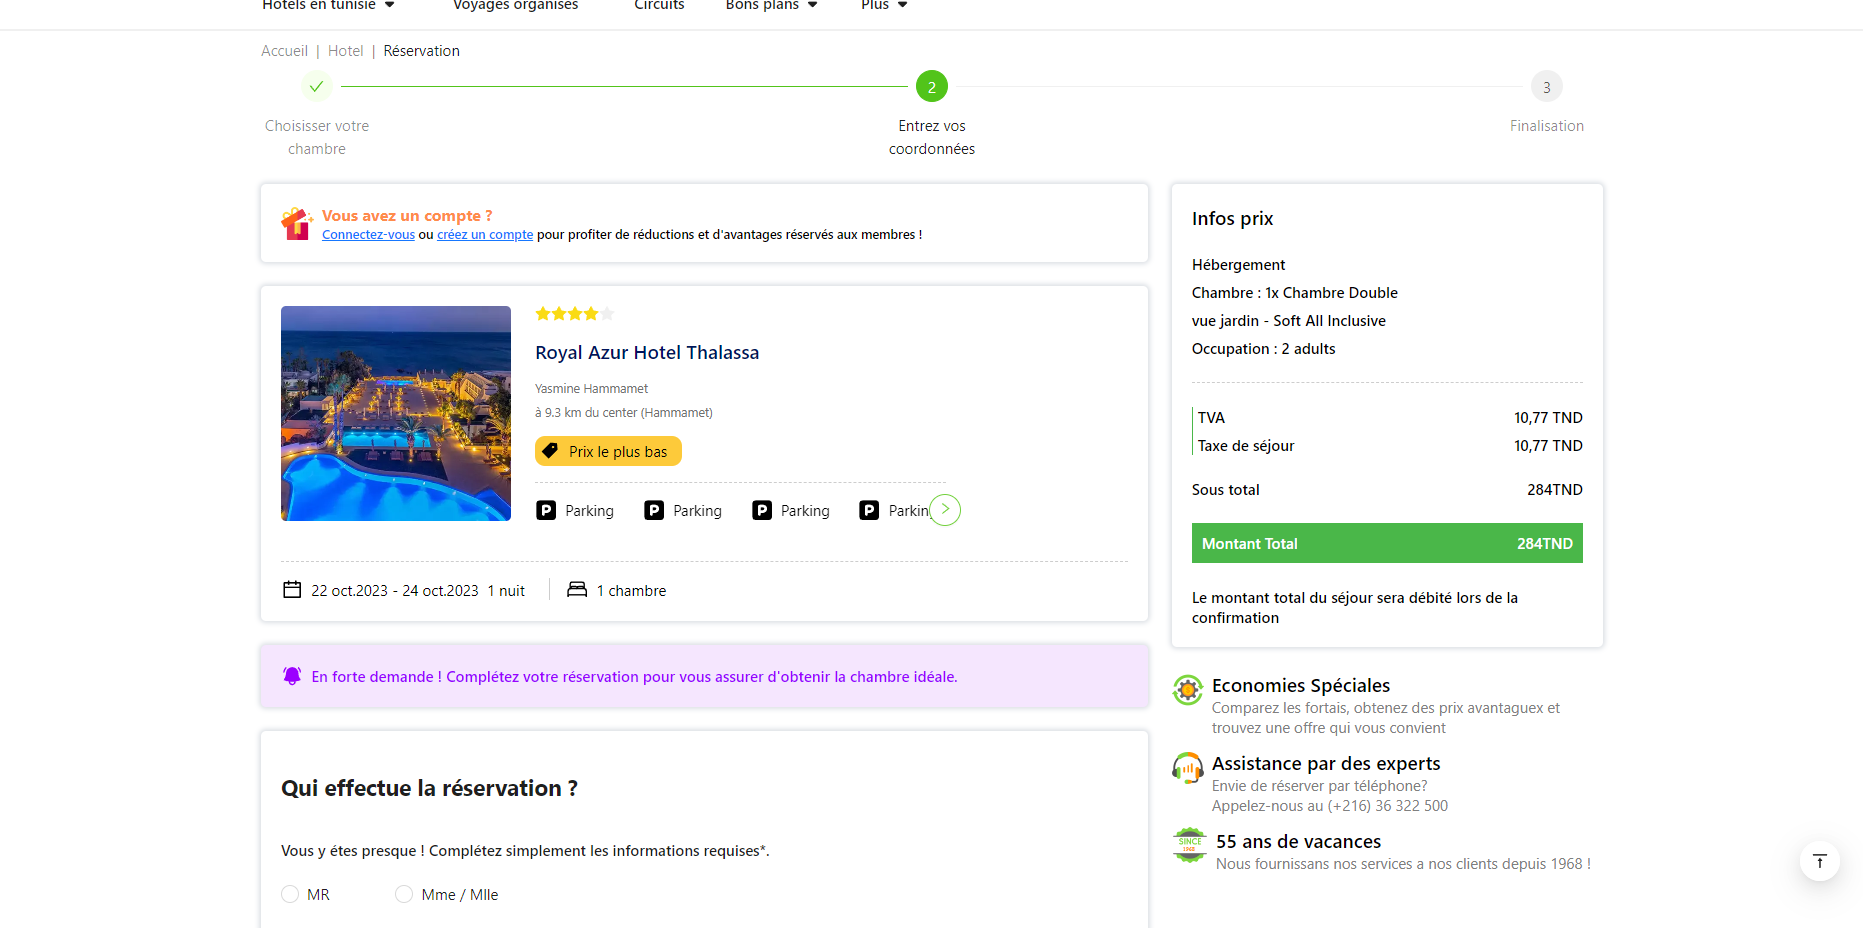 Hotels en tunisie
Voyages organisés
Circuits
Bons plans
Plus
Accueil | Hotel | Réservation
2
3
Choisisser votre
chambre
Entrez vos
coordonnées
Finalisation
Vous avez un compte ?
Connectez-vous ou créez un compte pour profiter de réductions et d'avantages réservés aux membres !
Royal Azur Hotel Thalassa
Yasmine Hammamet
à 9.3 km du center (Hammamet)
Prix le plus bas
P Parking
P Parking
P Parking
P Parkin
22 oct.2023 - 24 oct.2023 1 nuit
1 chambre
En forte demande ! Complétez votre réservation pour vous assurer d'obtenir la chambre idéale.
Qui effectue la réservation ?
Vous y étes presque ! Complétez simplement les informations requises*.
MR
Mme / Mlle
Infos prix
Hébergement
Chambre : 1x Chambre Double
vue jardin - Soft All Inclusive
Occupation : 2 adults
TVA 10,77 TND
Taxe de séjour 10,77 TND
Sous total 284TND
Montant Total 284TND
Le montant total du séjour sera débité lors de la
confirmation
Economies Spéciales
Comparez les fortais, obtenez des prix avantaguex et
trouvez une offre qui vous convient
Assistance par des experts
Envie de réserver par téléphone?
Appelez-nous au (+216) 36 322 500
SINCE
1968
55 ans de vacances
Nous fournissans nos services a nos clients depuis 1968 !